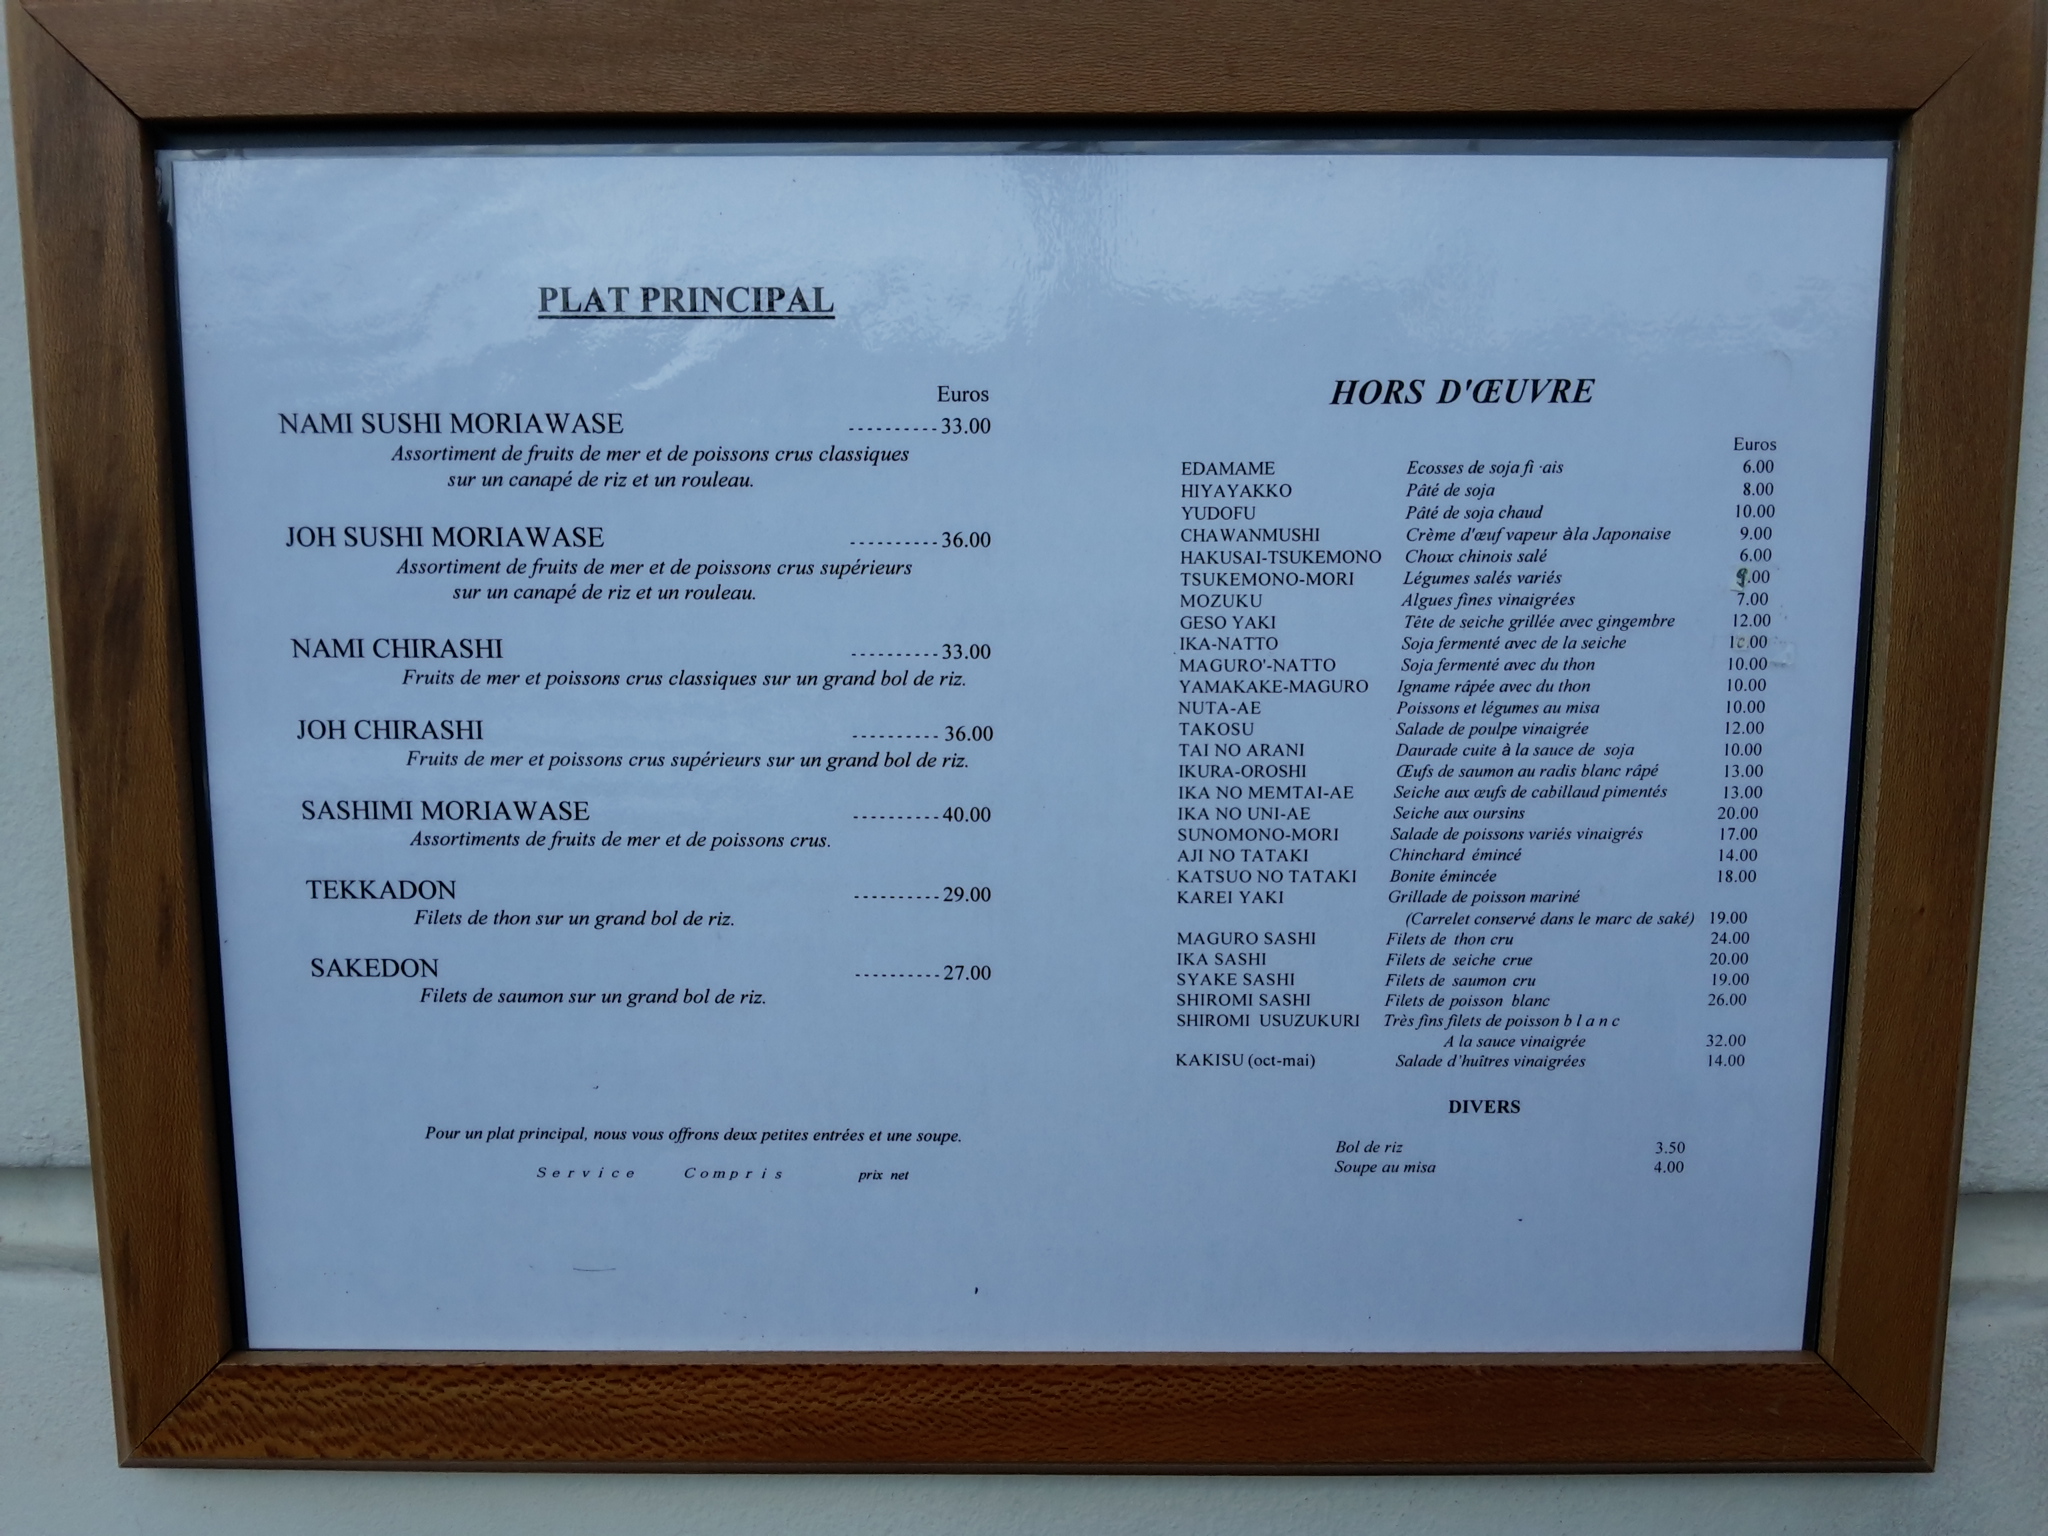 PLAT PRINCIPAL
Euros
NAMI SUSHI MORIAWASE ----------33.00
Assortiment de fruits de mer et de poissons crus classiques
sur un canapé de riz et un rouleau.
JOH SUSHI MORIAWASE ----------36.00
Assortiment de fruits de mer et de poissons crus supérieurs
sur un canapé de riz et un rouleau.
NAMI CHIRASHI ----------33.00
Fruits de mer et poissons crus classiques sur un grand bol de riz.
JOH CHIRASHI ---------- 36.00
Fruits de mer et poissons crus supérieurs sur un grand bol de riz.
SASHIMI MORIAWASE ----------40.00
Assortiments de fruits de mer et de poissons crus.
TEKKADON ----------29.00
Filets de thon sur un grand bol de riz.
SAKEDON ----------27.00
Filets de saumon sur un grand bol de riz.
Pour un plat principal, nous vous offrons deux petites entrées et une soupe.
Service Compris prix net
HORS D'ŒUVRE
Euros
EDAMAME Ecosses de soja 6.00
HIYAYAKKO Pâté de soja 8.00
YUDOFU Pâté de soja chaud 10.00
CHAWANMUSHI Crème d'œuf vapeur àla Japonaise 9.00
HAKUSAI-TSUKEMONO Choux chinois salé 6.00
TSUKEMONO-MORI Légumes salés variés 9.00
MOZUKU Algues fines vinaigrées 7.00
GESO YAKI Tête de seiche grillée avec gingembre 12.00
IKA-NATTO Soja fermenté avec de la seiche 10.00
MAGURO'-NATTO Soja fermenté avec du thon 10.00
YAMAKAKE-MAGURO Igname râpée avec du thon 10.00
NUTA-AE Poissons et légumes au misa 10.00
TAKOSU Salade de poulpe vinaigrée 12.00
TAI NO ARANI Daurade cuite à la sauce de soja 10.00
IKURA-OROSHI Œufs de saumon au radis blanc râpé 13.00
IKA NO MEMTAI-AE Seiche aux œufs de cabillaud pimentés 13.00
IKA NO UNI-AE Seiche aux oursins 20.00
SUNOMONO-MORI Salade de poissons variés vinaigrés 17.00
AJI NO TATAKI Chinchard émincé 14.00
KATSUO NO TATAKI Bonite émincée 18.00
KAREI YAKI Grillade de poisson mariné
(Carrelet conservé dans le marc de saké) 19.00
MAGURO SASHI Filets de thon cru 24.00
IKA SASHI Filets de seiche crue 20.00
SYAKE SASHI Filets de saumon cru 19.00
SHIROMI SASHI Filets de poisson blanc 26.00
SHIROMI USUZUKURI Très fins filets de poisson blanc
A la sauce vinaigrée 32.00
KAKISU (oct-mai) Salade d'huîtres vinaigrées 14.00
DIVERS
Bol de riz 3.50
Soupe au misa 4.00